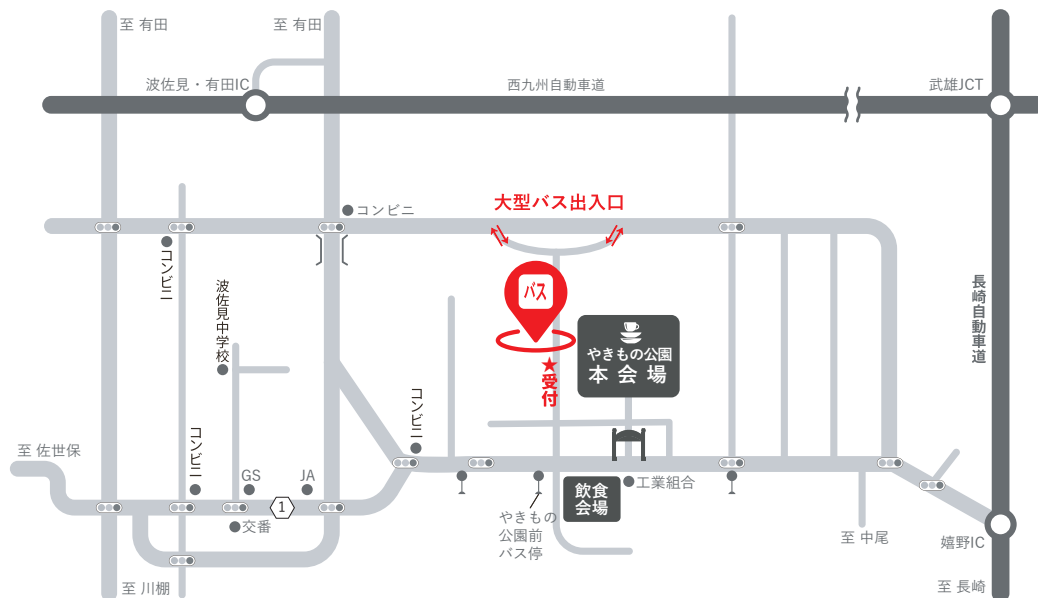 至 有田
至 有田
波佐見・有田IC
西九州自動車道
武雄JCT
コンビニ
大型バス出入口
コンビニ
波佐見中学校
バス
やきもの公園
本会場
★受付
長崎自動車道
コンビニ
コンビニ
至 佐世保
GS
JA
1
交番
工業組合
飲食
会場
やきもの
公園前
バス停
至 中尾
嬉野IC
至 川棚
至 長崎